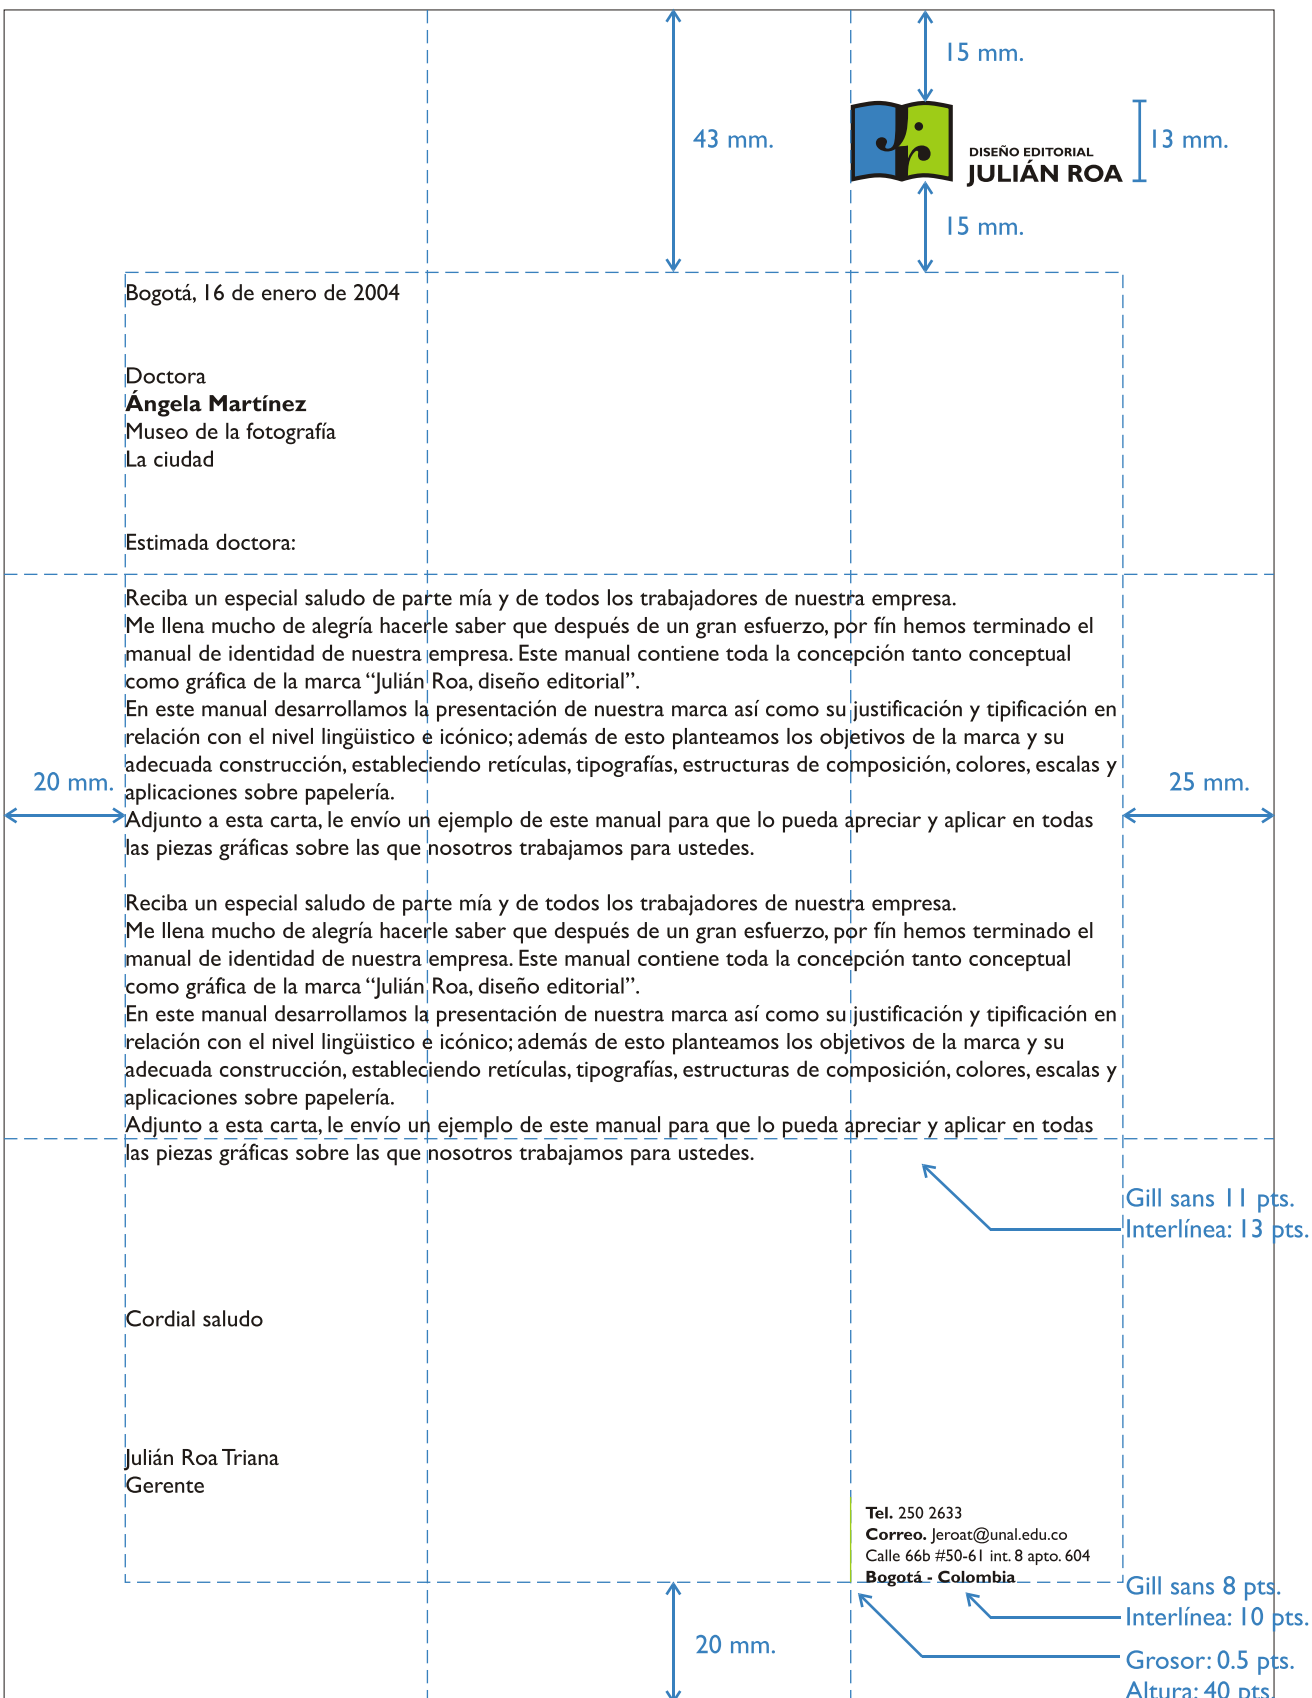 15 mm.
43 mm.
13 mm.
DISEÑO EDITORIAL
JULIÁN ROA
15 mm.
Bogotá, 16 de enero de 2004
Doctora
Ángela Martínez
Museo de la fotografía
La ciudad
Estimada doctora:
Reciba un especial saludo de parte mía y de todos los trabajadores de nuestra empresa.
Me llena mucho de alegría hacerle saber que después de un gran esfuerzo, por fín hemos terminado el
manual de identidad de nuestra empresa. Este manual contiene toda la concepción tanto conceptual
como gráfica de la marca “Julián Roa, diseño editorial”.
En este manual desarrollamos la presentación de nuestra marca así como su justificación y tipificación en
relación con el nivel lingüistico e icónico; además de esto planteamos los objetivos de la marca y su
adecuada construcción, estableciendo retículas, tipografías, estructuras de composición, colores, escalas y
20 mm.
25 mm.
aplicaciones sobre papelería.
Adjunto a esta carta, le envío un ejemplo de este manual para que lo pueda apreciar y aplicar en todas
las piezas gráficas sobre las que nosotros trabajamos para ustedes.
Reciba un especial saludo de parte mía y de todos los trabajadores de nuestra empresa.
Me llena mucho de alegría hacerle saber que después de un gran esfuerzo, por fín hemos terminado el
manual de identidad de nuestra empresa. Este manual contiene toda la concepción tanto conceptual
como gráfica de la marca “Julián Roa, diseño editorial”.
En este manual desarrollamos la presentación de nuestra marca así como su justificación y tipificación en
relación con el nivel lingüistico e icónico; además de esto planteamos los objetivos de la marca y su
adecuada construcción, estableciendo retículas, tipografías, estructuras de composición, colores, escalas y
aplicaciones sobre papelería.
Adjunto a esta carta, le envío un ejemplo de este manual para que lo pueda apreciar y aplicar en todas
las piezas gráficas sobre las que nosotros trabajamos para ustedes.
Gill sans 11 pts.
Interlínea: 13 pts.
Cordial saludo
Julián Roa Triana
Gerente
Tel. 250 2633
Correo. Jeroat@unal.edu.co
Calle 66b #50-61 int. 8 apto. 604
Bogotá - Colombia
Gill sans 8 pts.
Interlínea: 10 pts.
20 mm.
Grosor: 0.5 pts.
Altura: 40 pts.